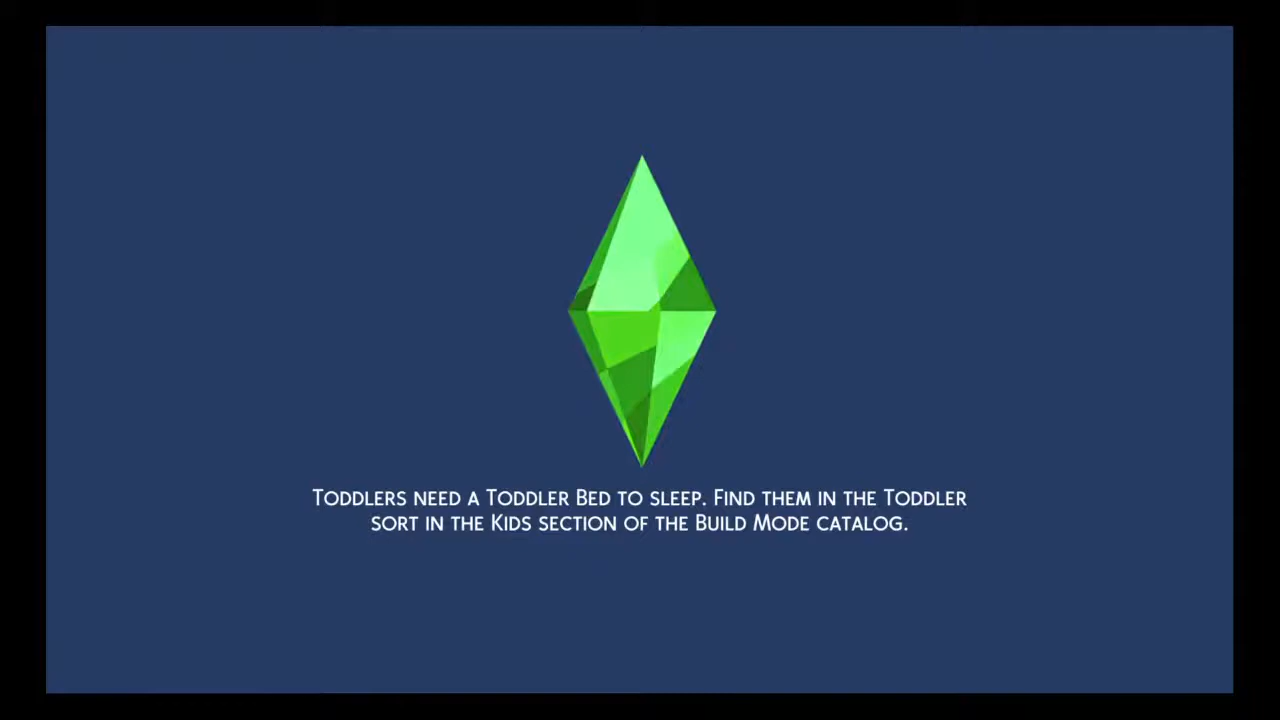 Toddlers need a Toddler Bed to sleep. Find them in the Toddler
sort in the Kids section of the Build Mode catalog.